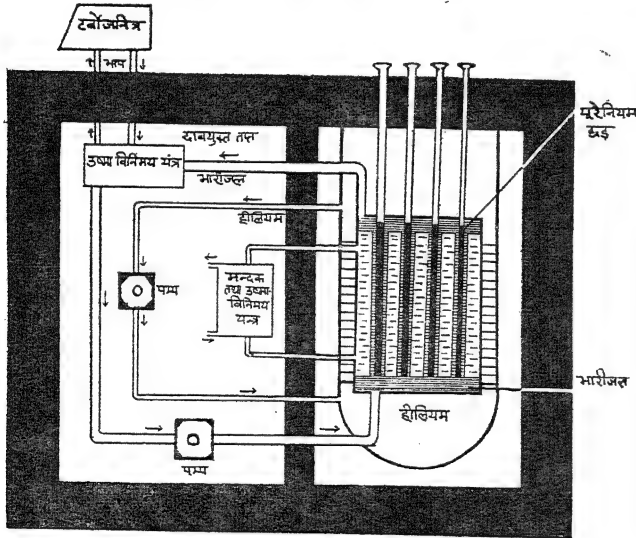 टर्बोजनित्र
भाप
दाबयुक्त तप्त
उष्मा विनिमय यंत्र
भारीजल
हीलियम
पम्प
मन्दक
तथ उष्मा-
विनिमय
यन्त्र
यूरेनियम
छड़
भारीजल
हीलियम
पम्प